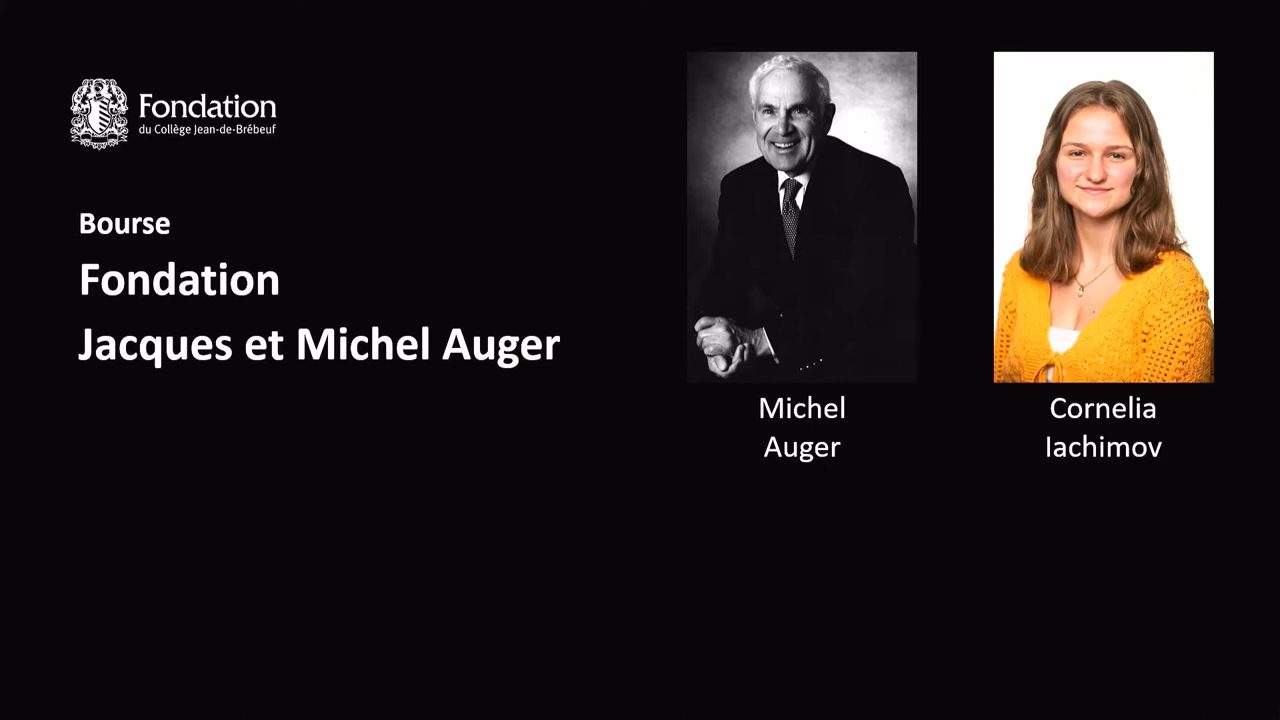 Fondation
du Collège Jean-de-Brébeuf
Bourse
Fondation
Jacques et Michel Auger
Michel
Auger
Cornelia
Iachimov